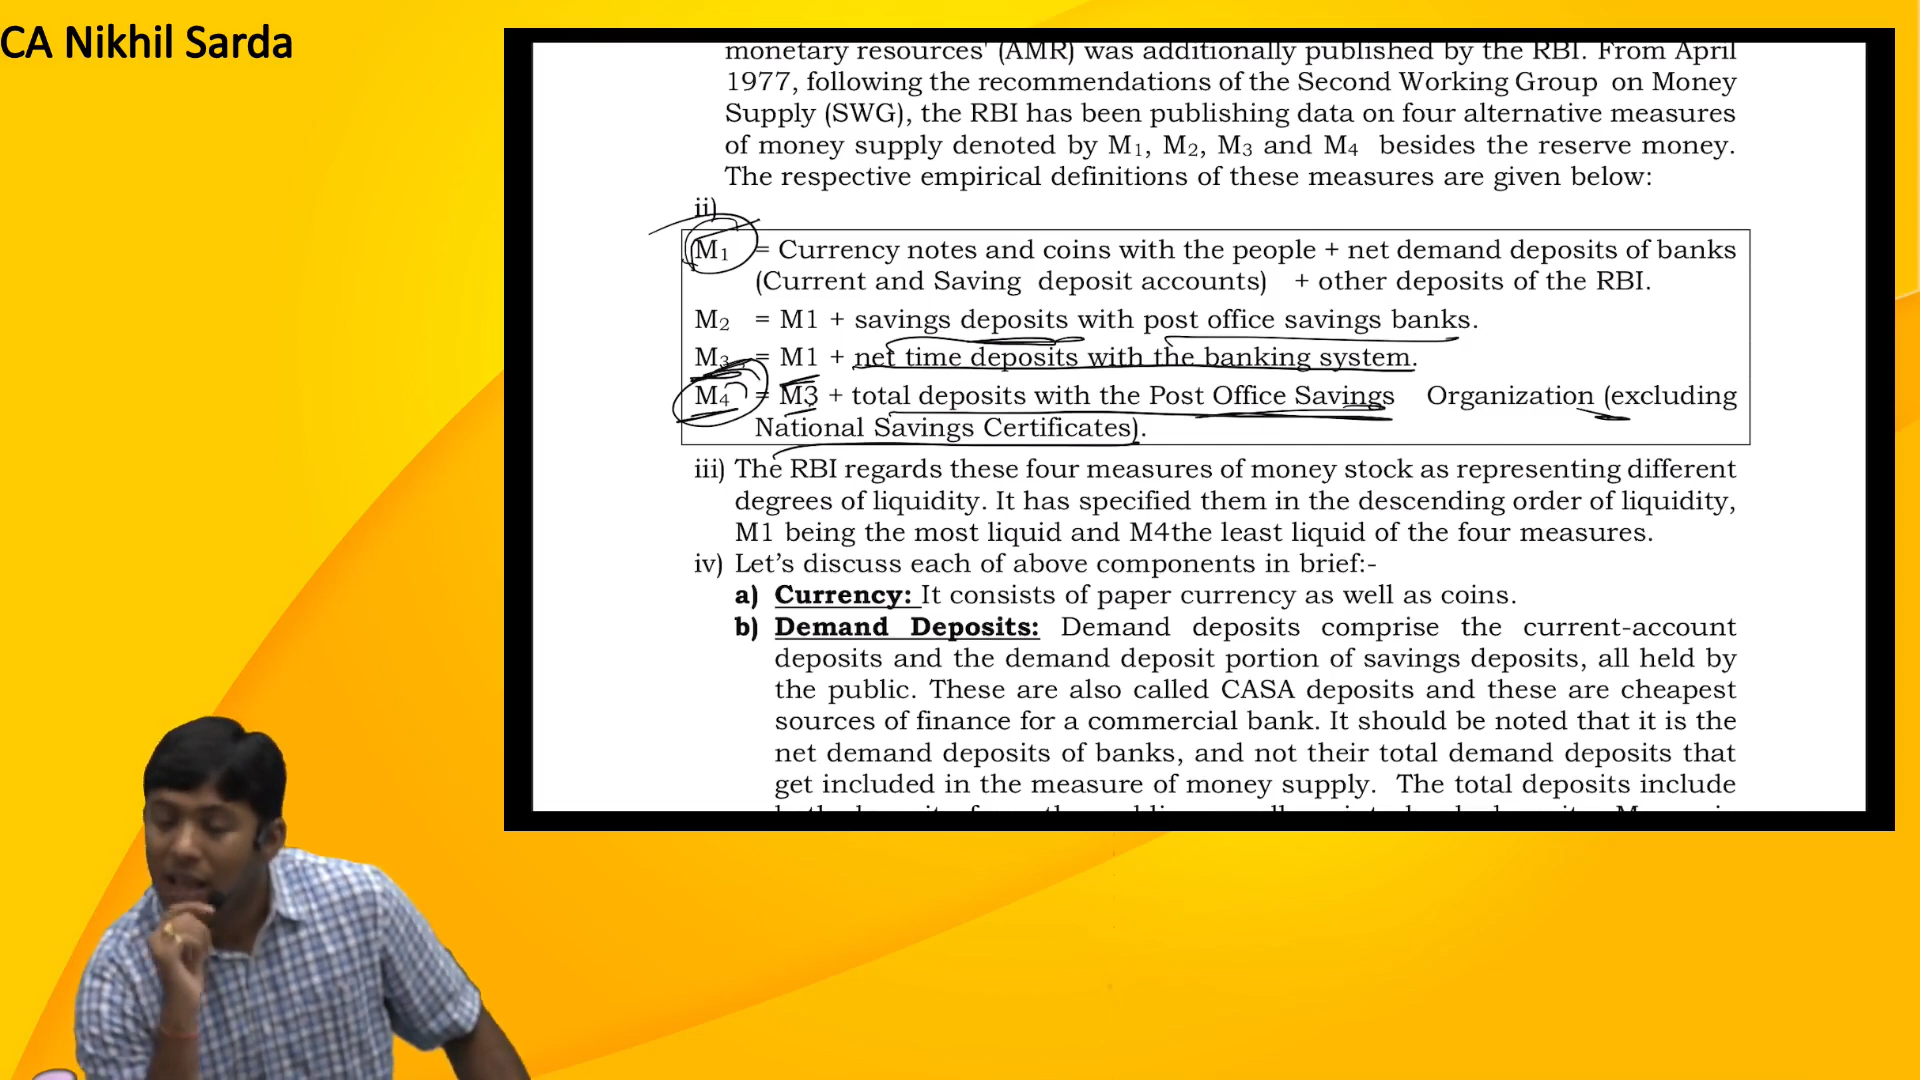 CA Nikhil Sarda
monetary resources' (AMR) was additionally published by the RBI. From April
1977, following the recommendations of the Second Working Group on Money
Supply (SWG), the RBI has been publishing data on four alternative measures
of money supply denoted by M1, M2, M3 and M4 besides the reserve money.
The respective empirical definitions of these measures are given below:
ii)
M1 = Currency notes and coins with the people + net demand deposits of banks
(Current and Saving deposit accounts) + other deposits of the RBI.
M2 = M1 + savings deposits with post office savings banks.
M3 = M1 + net time deposits with the banking system.
M4 = M3 + total deposits with the Post Office Savings Organization (excluding
National Savings Certificates).
iii) The RBI regards these four measures of money stock as representing different
degrees of liquidity. It has specified them in the descending order of liquidity,
M1 being the most liquid and M4the least liquid of the four measures.
iv) Let's discuss each of above components in brief:-
a) Currency: It consists of paper currency as well as coins.
b) Demand Deposits: Demand deposits comprise the current-account
deposits and the demand deposit portion of savings deposits, all held by
the public. These are also called CASA deposits and these are cheapest
sources of finance for a commercial bank. It should be noted that it is the
net demand deposits of banks, and not their total demand deposits that
get included in the measure of money supply. The total deposits include